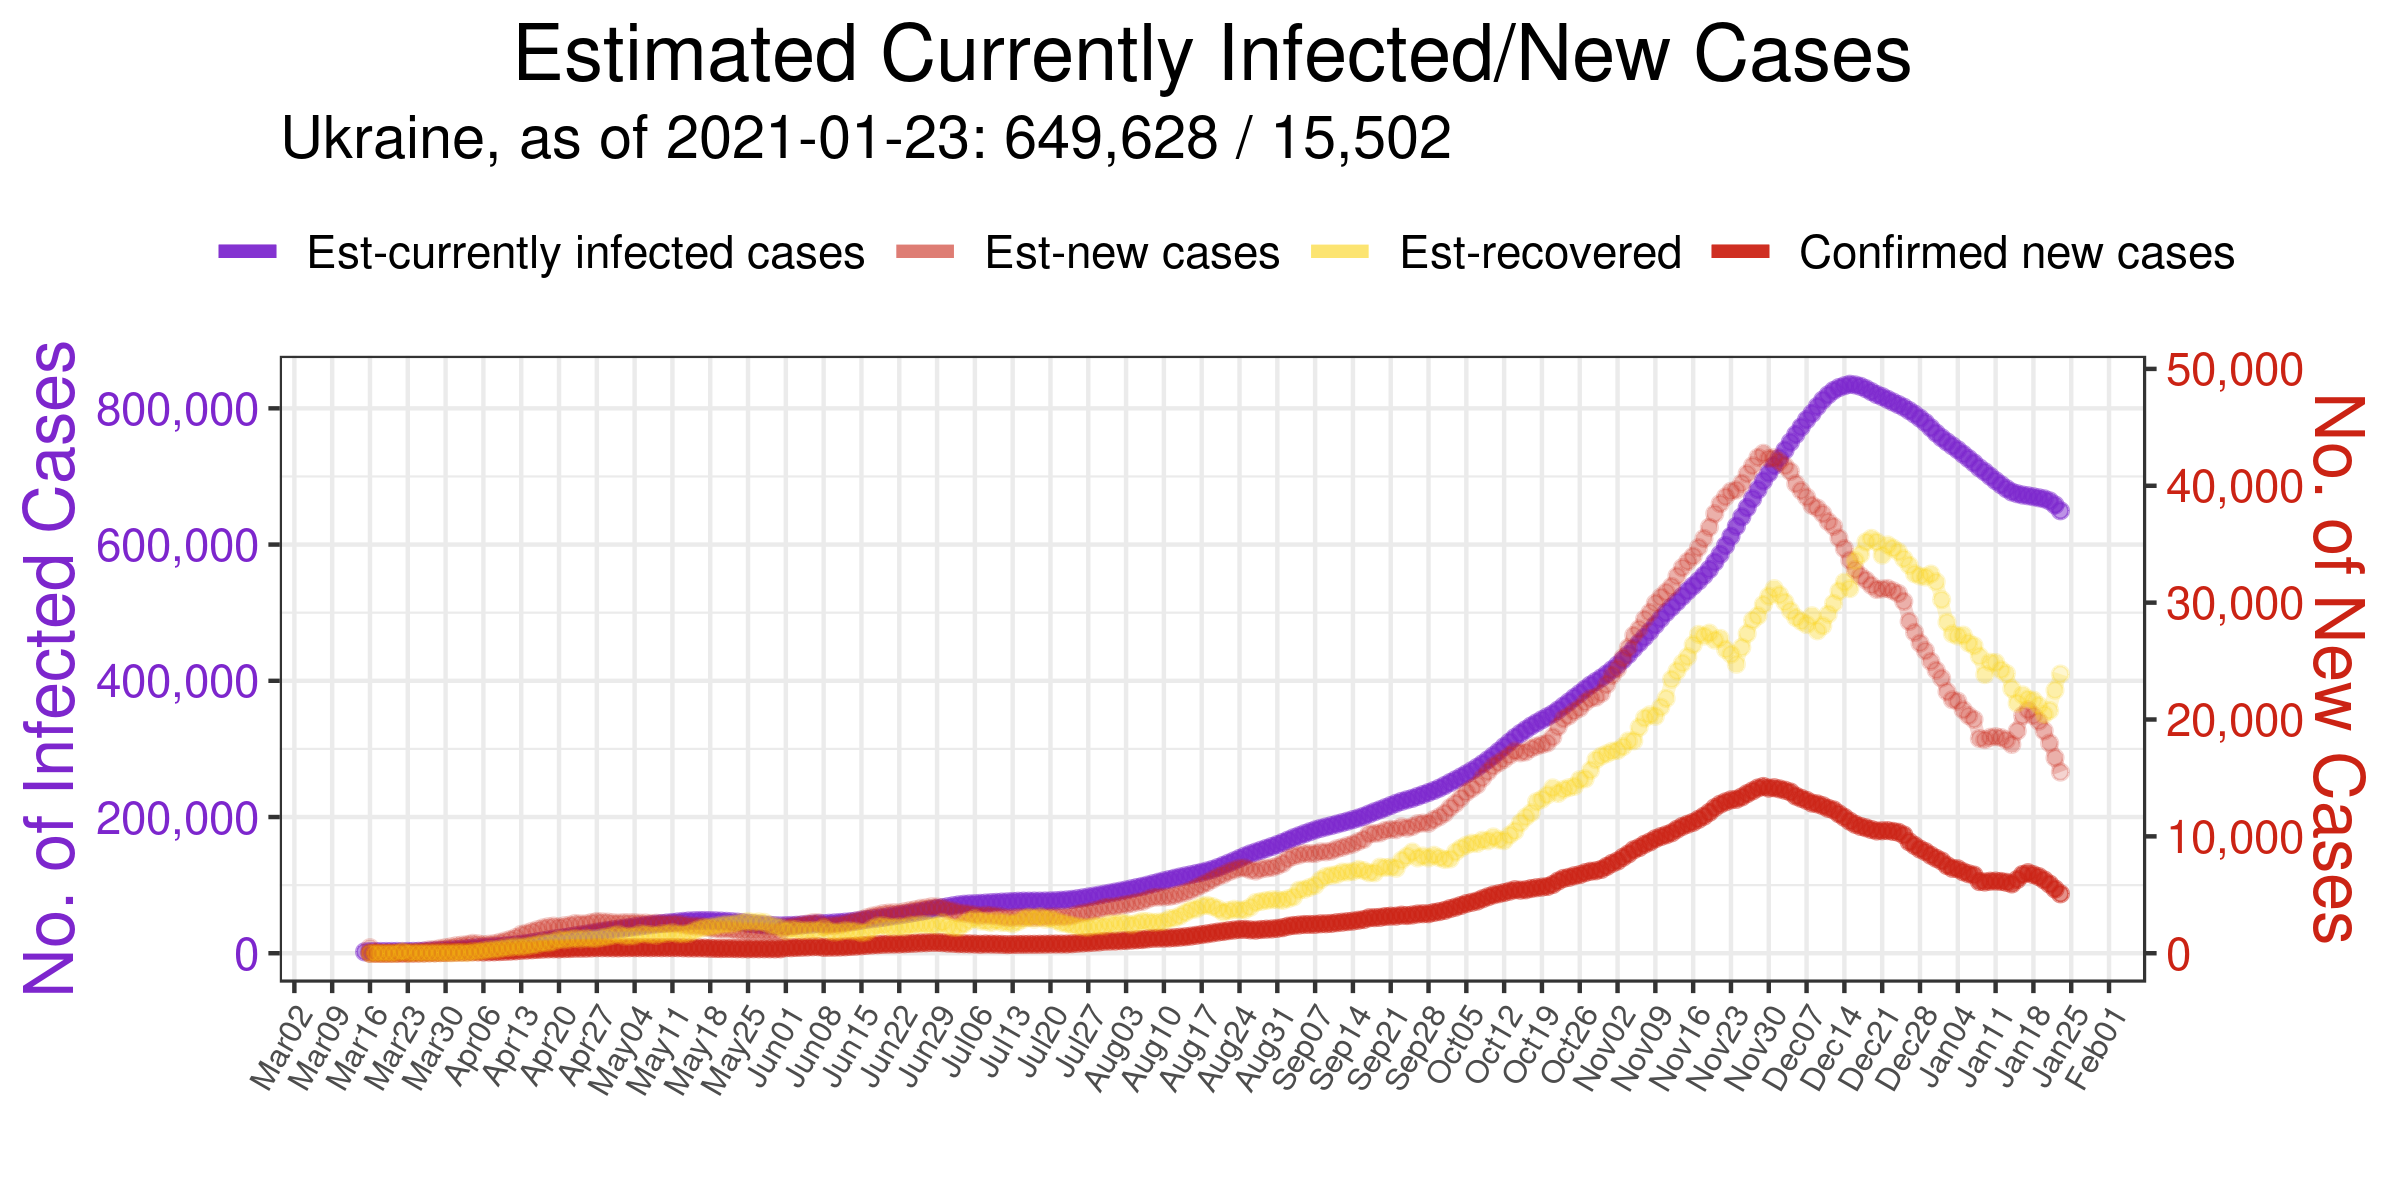 Estimated Currently Infected/New Cases
Ukraine, as of 2021-01-23: 649,628 / 15,502
Est-currently infected cases Est-new cases Est-recovered Confirmed new cases
No. of Infected Cases
800,000
600,000
400,000
200,000
0
50,000
40,000
30,000
20,000
10,000
0
No. of New Cases
Mar02 Mar09 Mar16 Mar23 Mar30 Apr06 Apr13 Apr20 Apr27 May04 May11 May18 May25 Jun01 Jun08 Jun15 Jun22 Jun29 Jul06 Jul13 Jul20 Jul27 Aug03 Aug10 Aug17 Aug24 Aug31 Sep07 Sep14 Sep21 Sep28 Oct05 Oct12 Oct19 Oct26 Nov02 Nov09 Nov16 Nov23 Nov30 Dec07 Dec14 Dec21 Dec28 Jan04 Jan11 Jan18 Jan25 Feb01